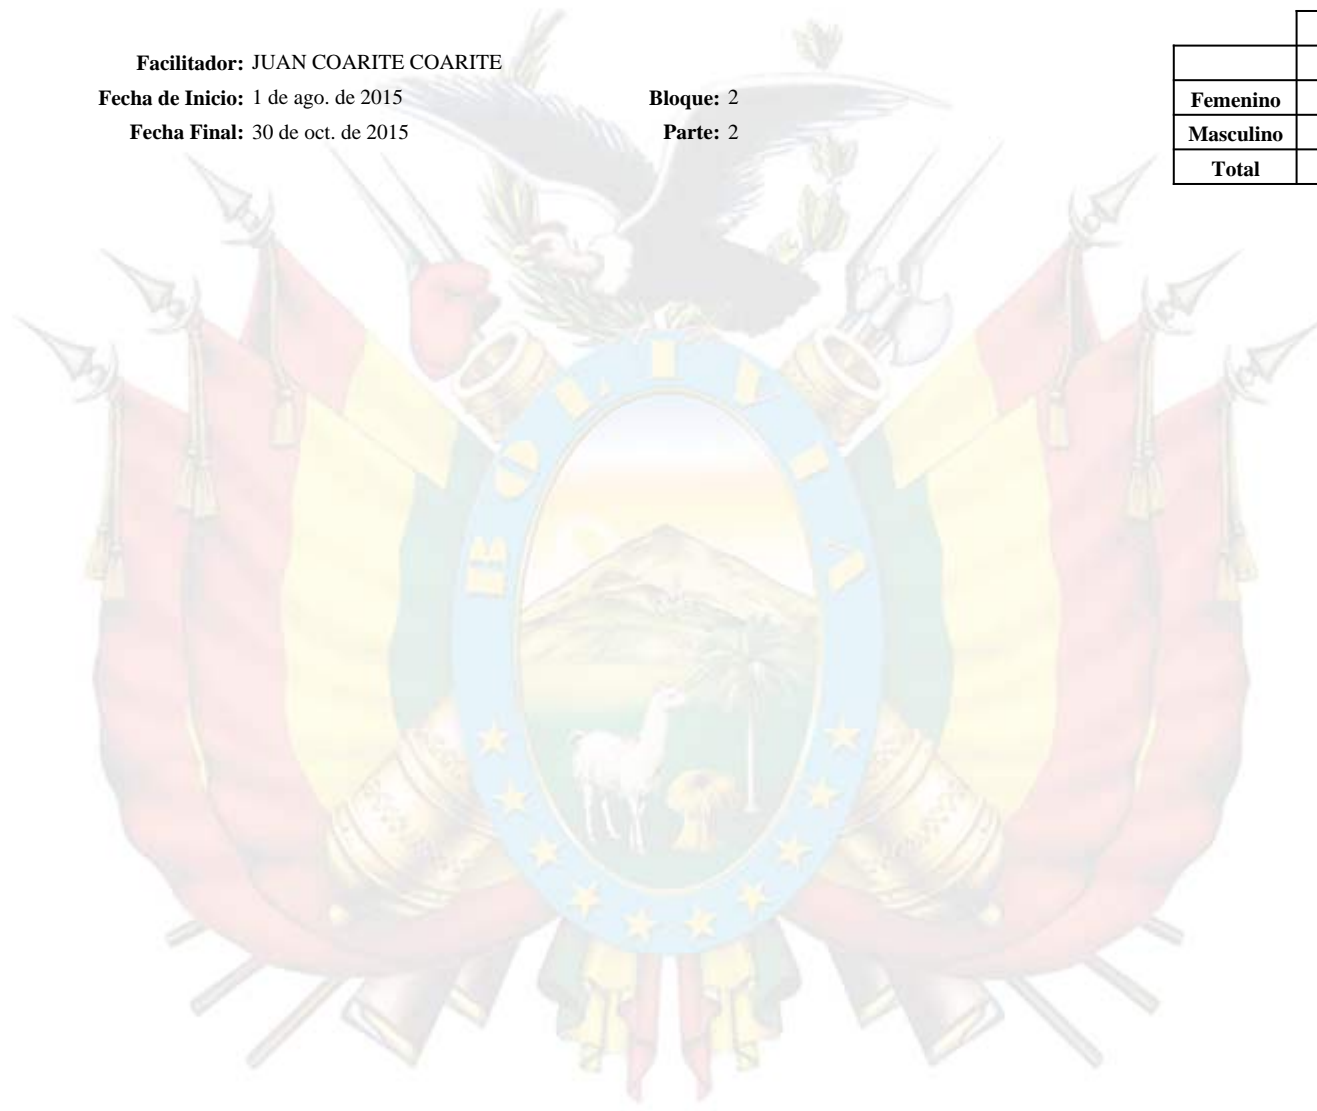 Facilitador: JUAN COARITE COARITE
Fecha de Inicio: 1 de ago. de 2015 Bloque: 2
Fecha Final: 30 de oct. de 2015 Parte: 2
Femenino
Masculino
Total
BOLIVIA